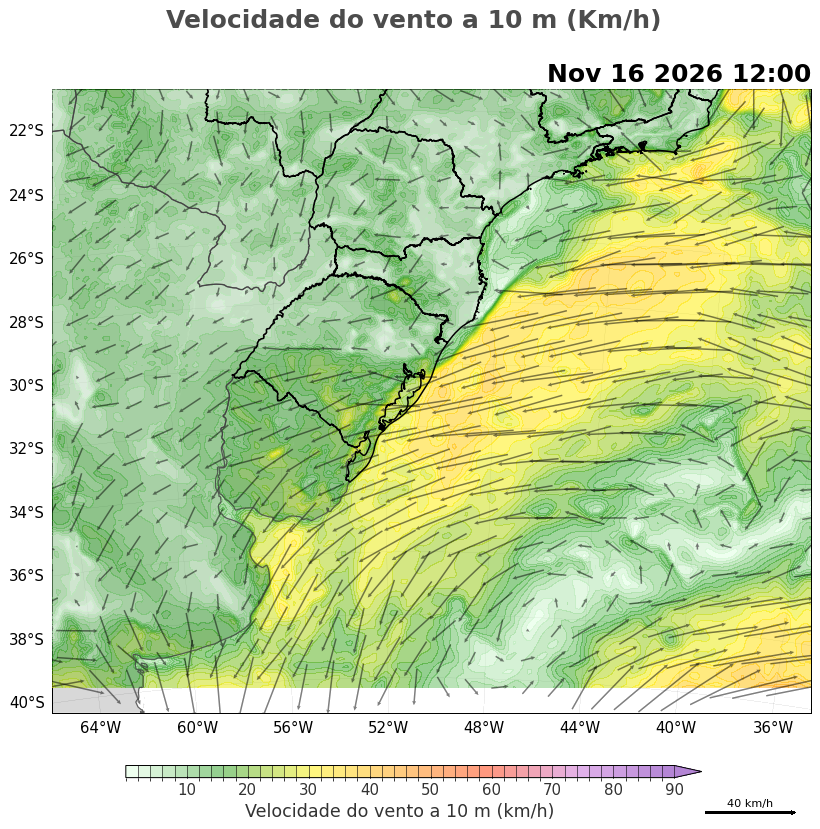 Velocidade do vento a 10 m (Km/h)
Nov 16 2026 12:00
22°S
24°S
26°S
28°S
30°S
32°S
34°S
36°S
38°S
40°S
64°W 60°W 56°W 52°W 48°W 44°W 40°W 36°W
10 20 30 40 50 60 70 80 90
Velocidade do vento a 10 m (km/h)
40 km/h